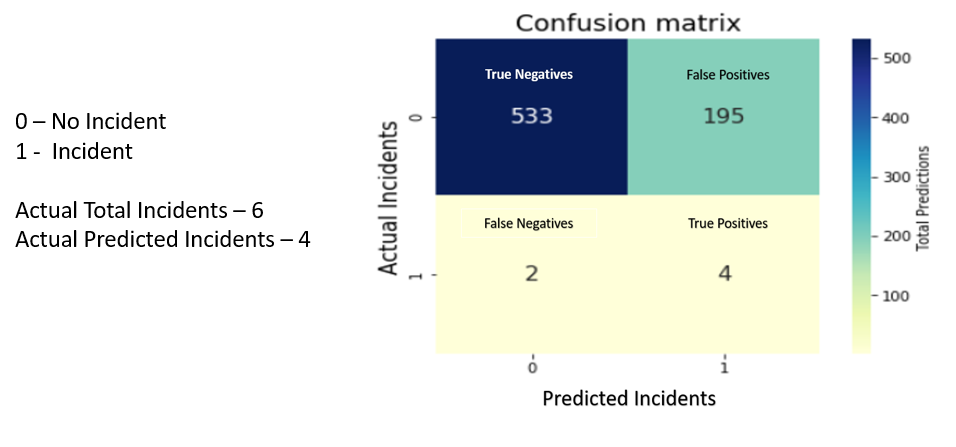 Confusion matrix
0 – No Incident
1 - Incident
Actual Total Incidents – 6
Actual Predicted Incidents – 4
Actual Incidents
0
1
True Negatives
533
False Positives
195
False Negatives
2
True Positives
4
0
1
Predicted Incidents
500
400
300
200
100
Total Predictions